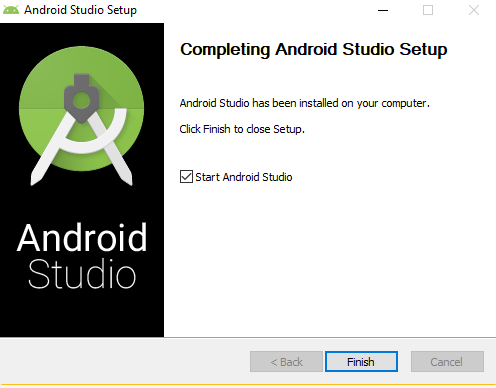 Android Studio Setup
Completing Android Studio Setup
Android Studio has been installed on your computer.
Click Finish to close Setup.
Start Android Studio
Android
Studio
< Back
Finish
Cancel